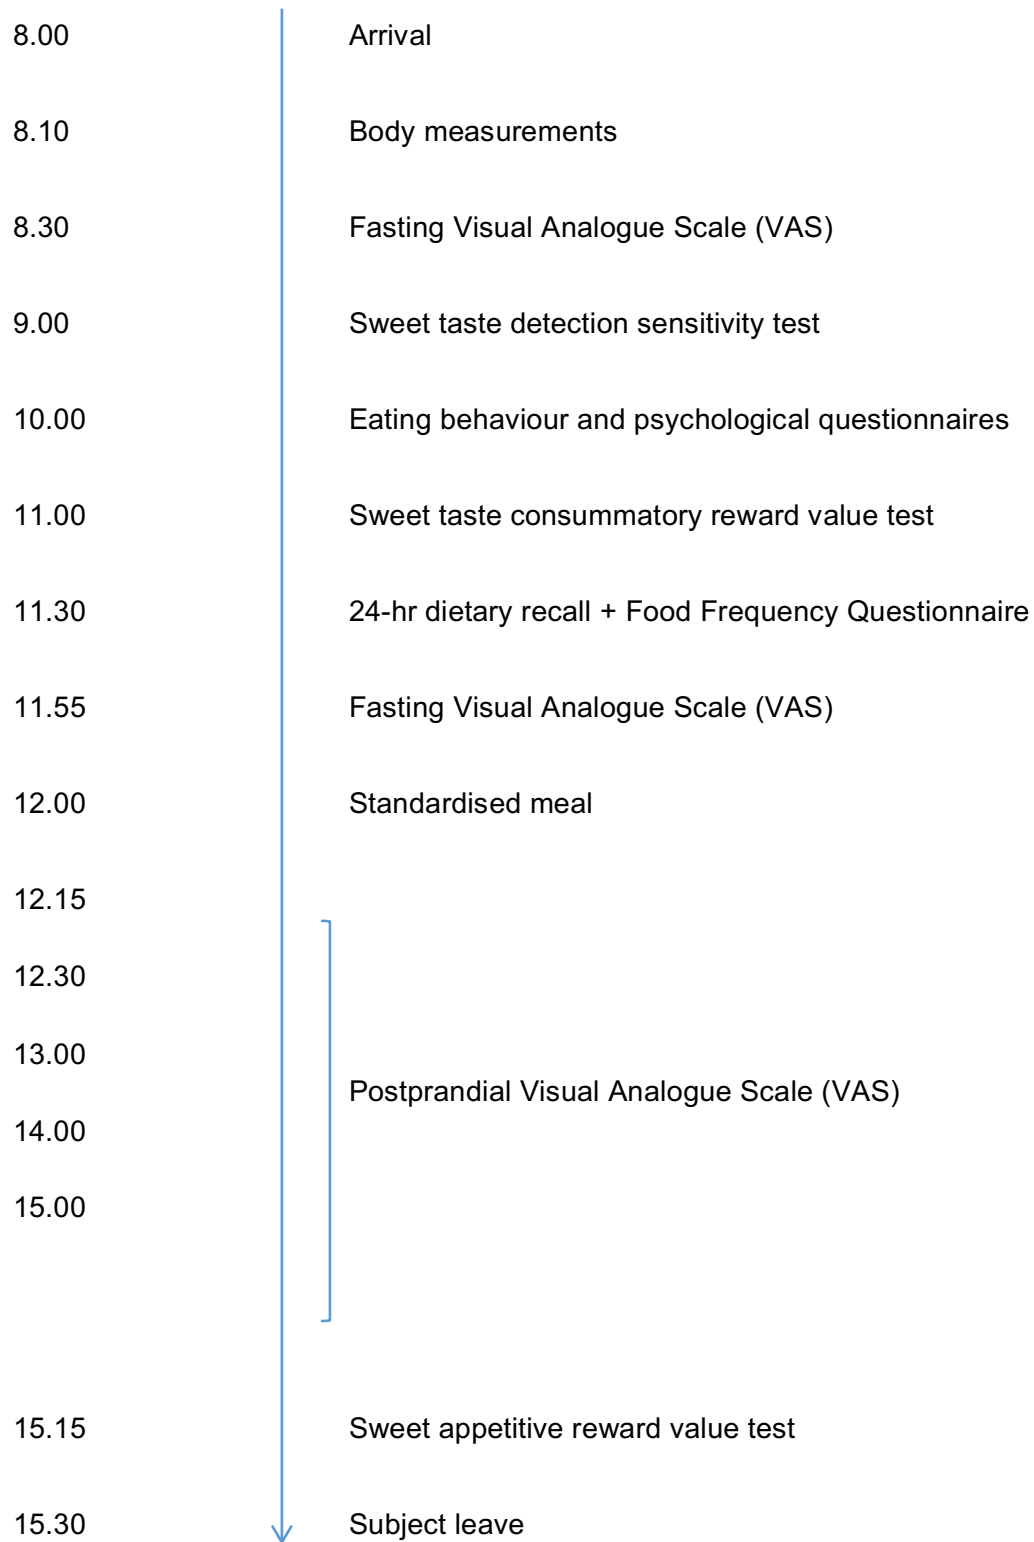 8.00 Arrival
8.10 Body measurements
8.30 Fasting Visual Analogue Scale (VAS)
9.00 Sweet taste detection sensitivity test
10.00 Eating behaviour and psychological questionnaires
11.00 Sweet taste consummatory reward value test
11.30 24-hr dietary recall + Food Frequency Questionnaire
11.55 Fasting Visual Analogue Scale (VAS)
12.00 Standardised meal
12.15
12.30
13.00
Postprandial Visual Analogue Scale (VAS)
14.00
15.00
15.15 Sweet appetitive reward value test
15.30 Subject leave